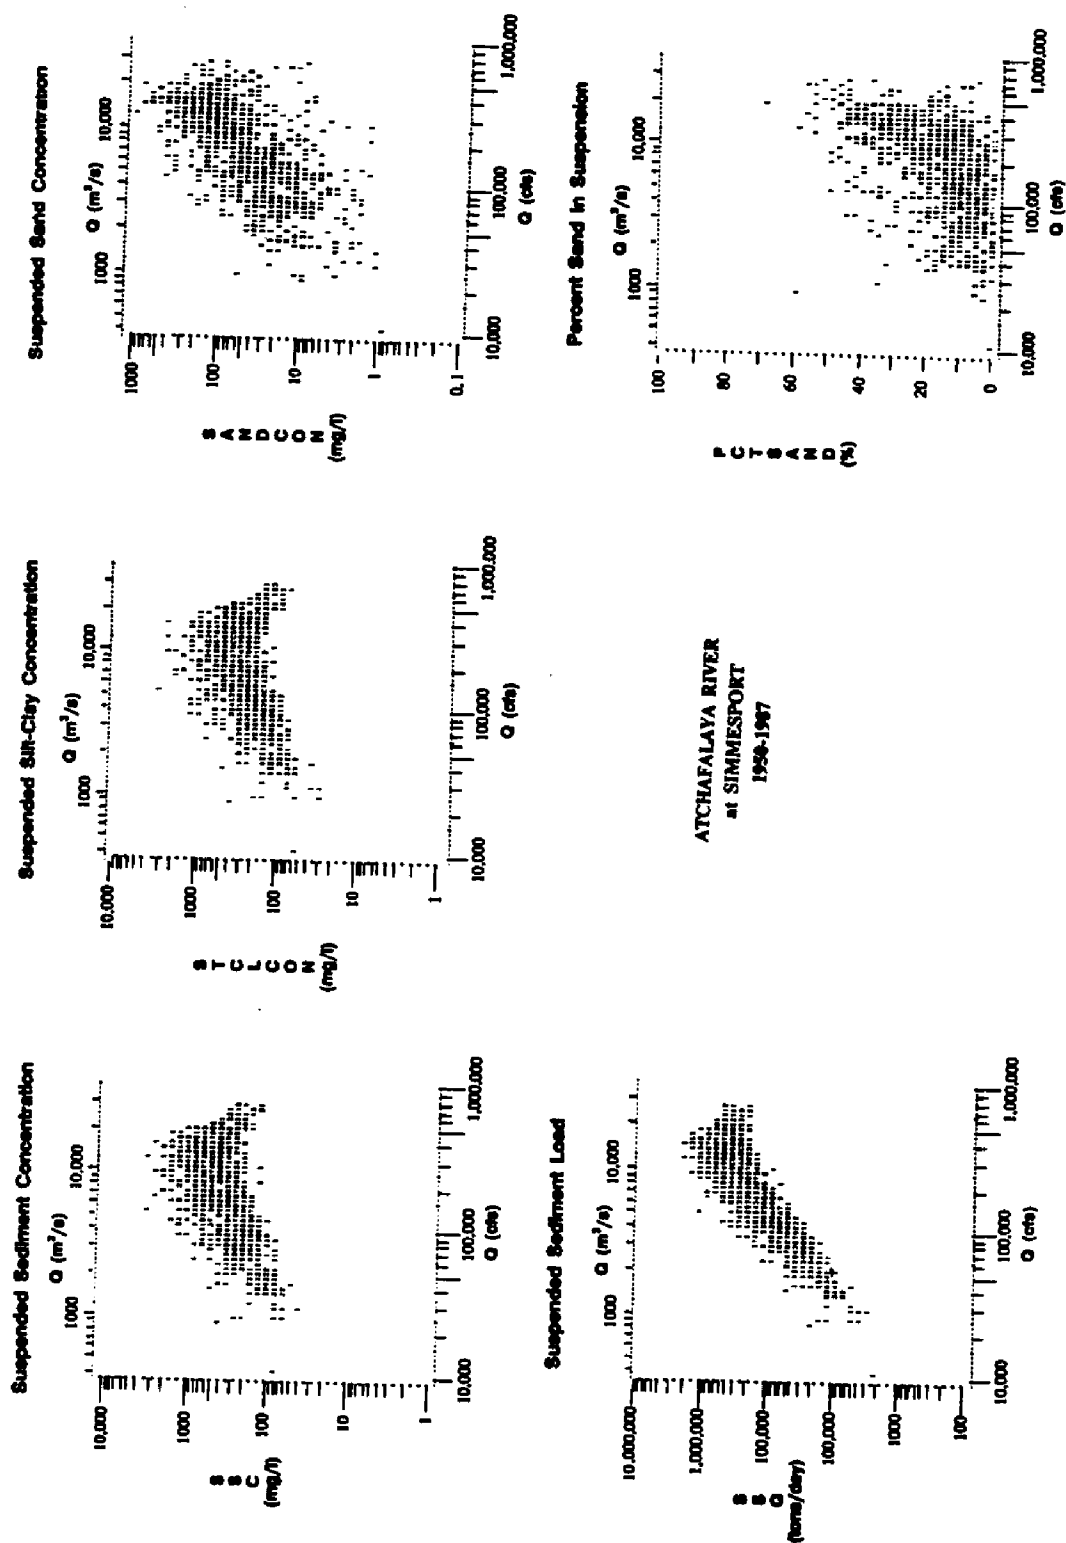 Suspended Sediment Concentration
Q (m³/s)
1000
10,000
10,000
1000
100
10
1
S S C
(mg/l)
10,000
100,000
1,000,000
Q (cfs)
Suspended Silt-Clay Concentration
Q (m³/s)
1000
10,000
10,000
1000
100
10
1
S T C L C O N
(mg/l)
10,000
100,000
1,000,000
Q (cfs)
Suspended Sand Concentration
Q (m³/s)
1000
10,000
1000
100
10
1
0.1
S A N D C O N
(mg/l)
10,000
100,000
1,000,000
Q (cfs)
Suspended Sediment Load
Q (m³/s)
1000
10,000
10,000,000
1,000,000
100,000
100,000
1000
100
S S Q
(tons/day)
10,000
100,000
1,000,000
Q (cfs)
ATCHAFALAYA RIVER
at SIMMESPORT
1950-1987
Percent Sand in Suspension
Q (m³/s)
1000
10,000
100
80
60
40
20
0
P C T S A N D
(%)
10,000
100,000
1,000,000
Q (cfs)